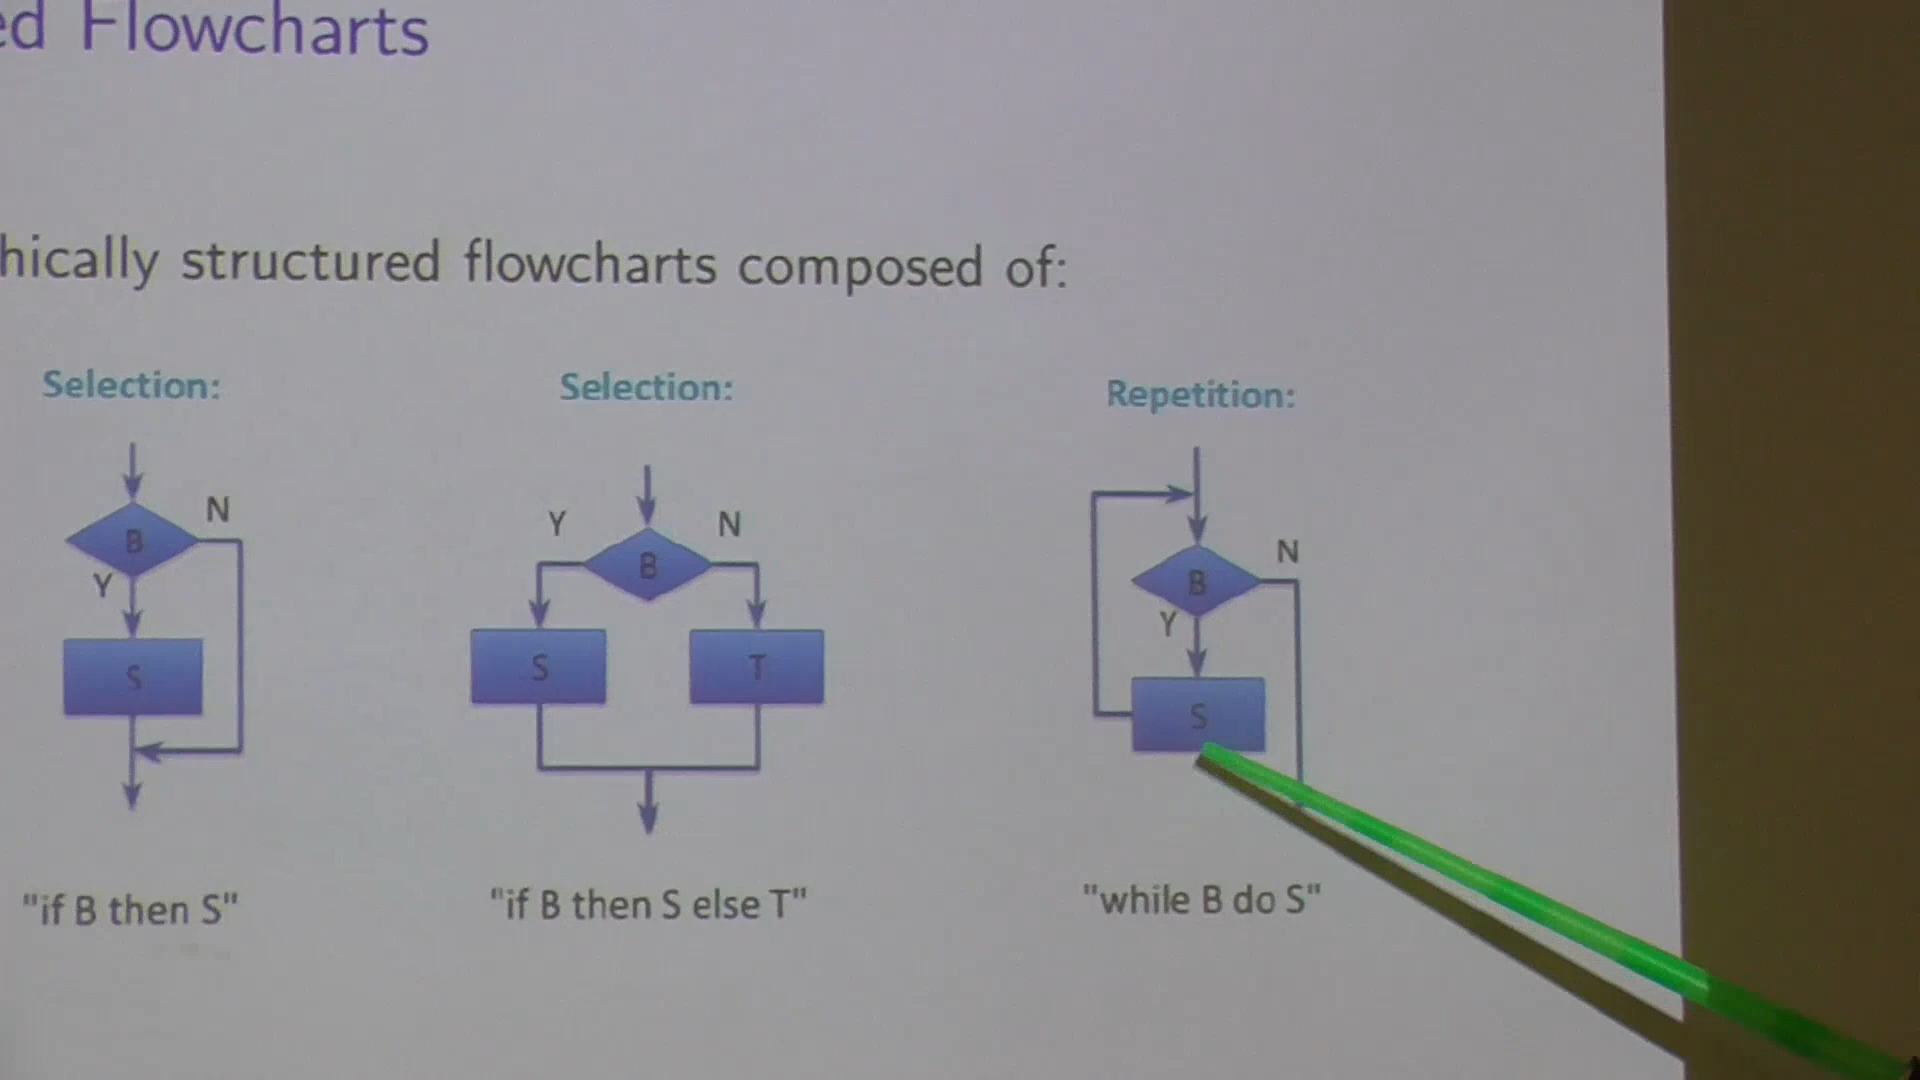 ed Flowcharts
hically structured flowcharts composed of:
Selection:
Selection:
Repetition:
N
B
Y
S
Y
N
B
S
T
N
B
Y
S
"if B then S"
"if B then S else T"
"while B do S"